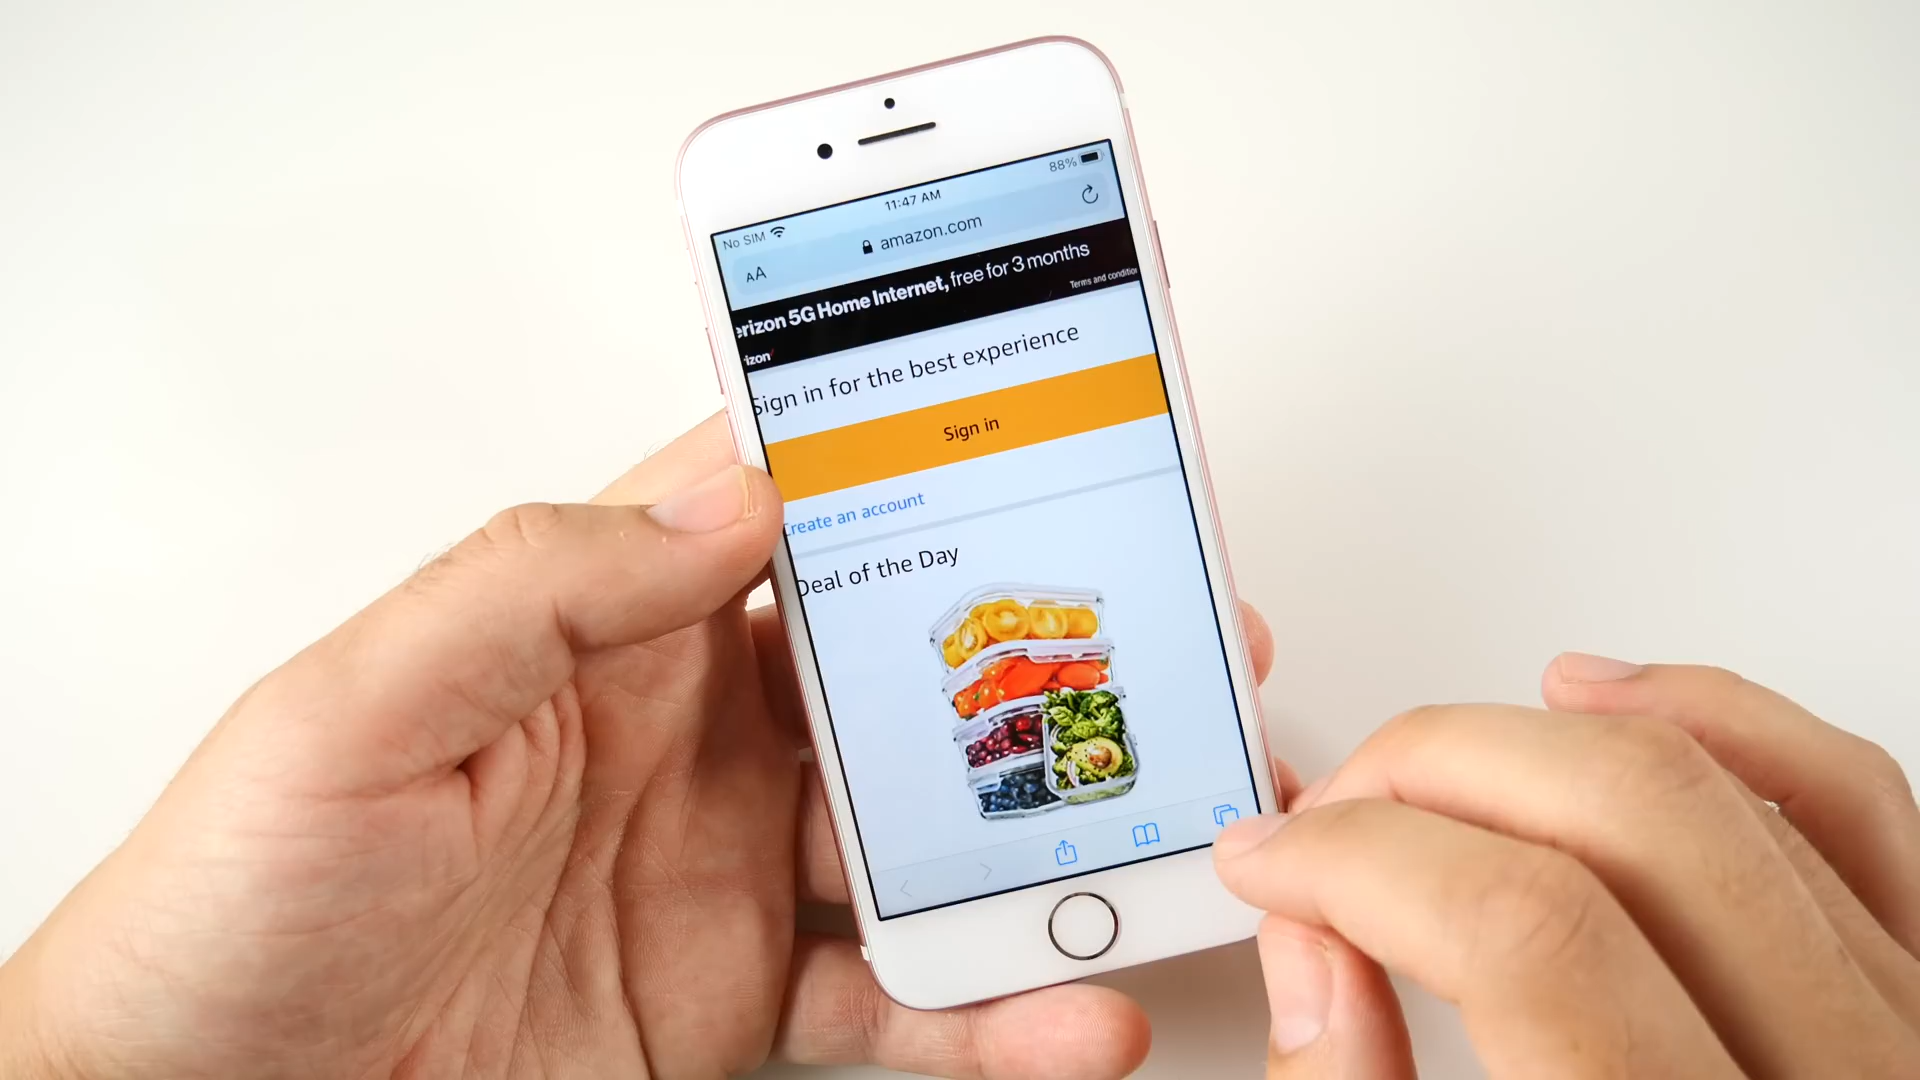 No SIM 88%
11:47 AM
AA amazon.com
erizon 5G Home Internet, free for 3 months
Terms and condition
izon
Sign in for the best experience
Sign in
Create an account
Deal of the Day